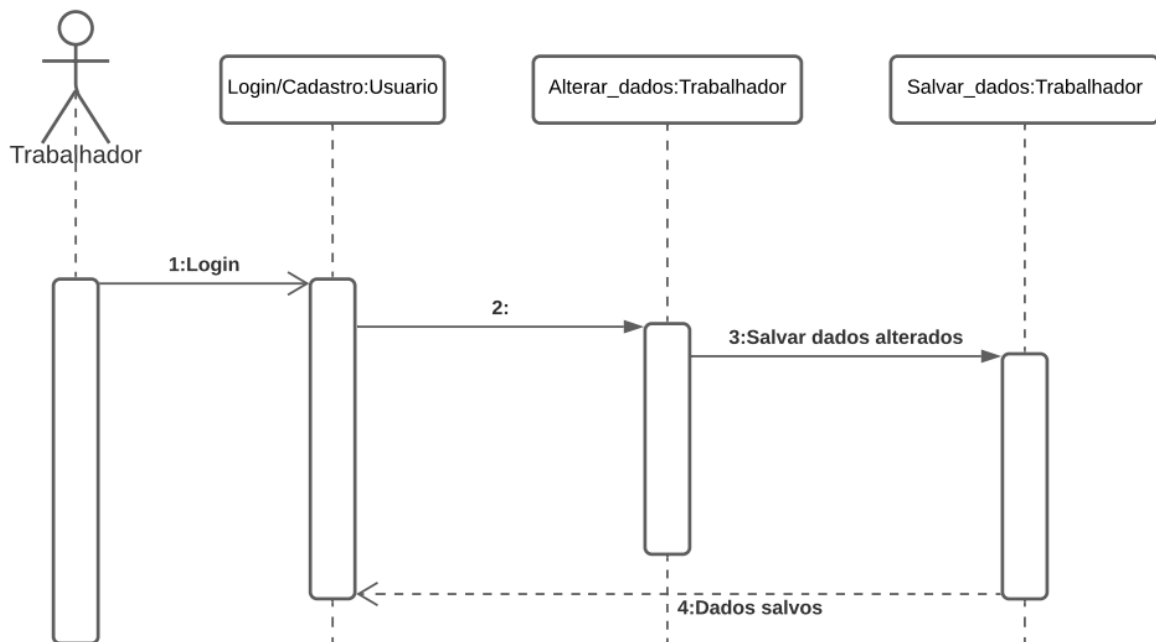 Trabalhador
Login/Cadastro:Usuario
Alterar_dados:Trabalhador
Salvar_dados:Trabalhador
1:Login
2:
3:Salvar dados alterados
4:Dados salvos